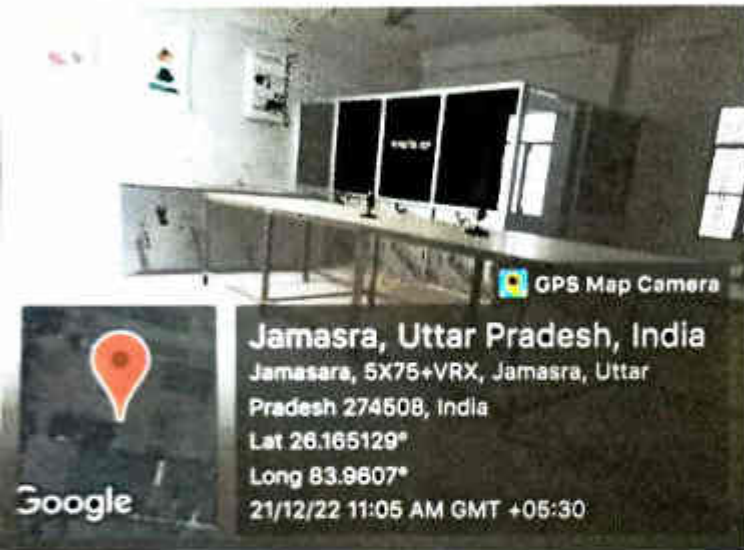 GPS Map Camera
Jamasra, Uttar Pradesh, India
Jamasara, 5X75+VRX, Jamasra, Uttar
Pradesh 274508, India
Lat 26.165129°
Long 83.9607°
21/12/22 11:05 AM GMT +05:30
Google